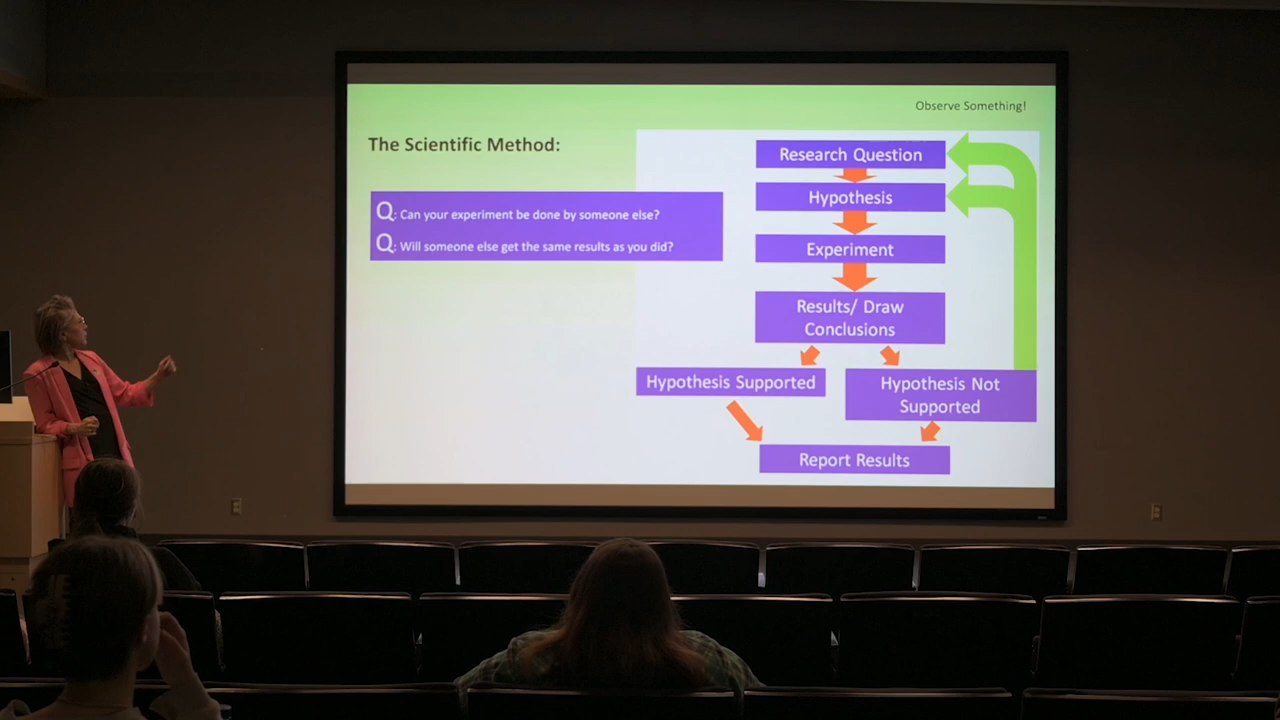 Observe Something!
The Scientific Method:
Q: Can your experiment be done by someone else?
Q: Will someone else get the same results as you did?
Research Question
Hypothesis
Experiment
Results/ Draw
Conclusions
Hypothesis Supported
Hypothesis Not
Supported
Report Results